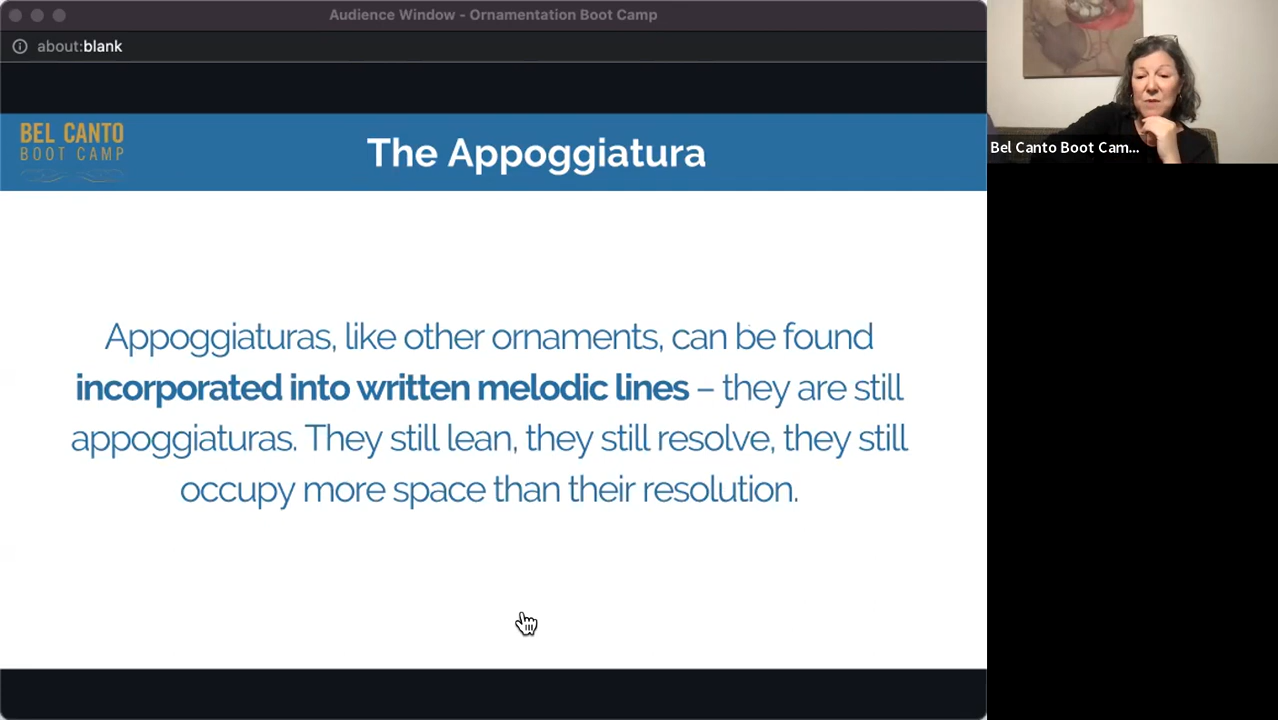 Audience Window - Ornamentation Boot Camp
about:blank
BEL CANTO
BOOT CAMP
The Appoggiatura
Appoggiaturas, like other ornaments, can be found
incorporated into written melodic lines – they are still
appoggiaturas. They still lean, they still resolve, they still
occupy more space than their resolution.
Bel Canto Boot Cam...